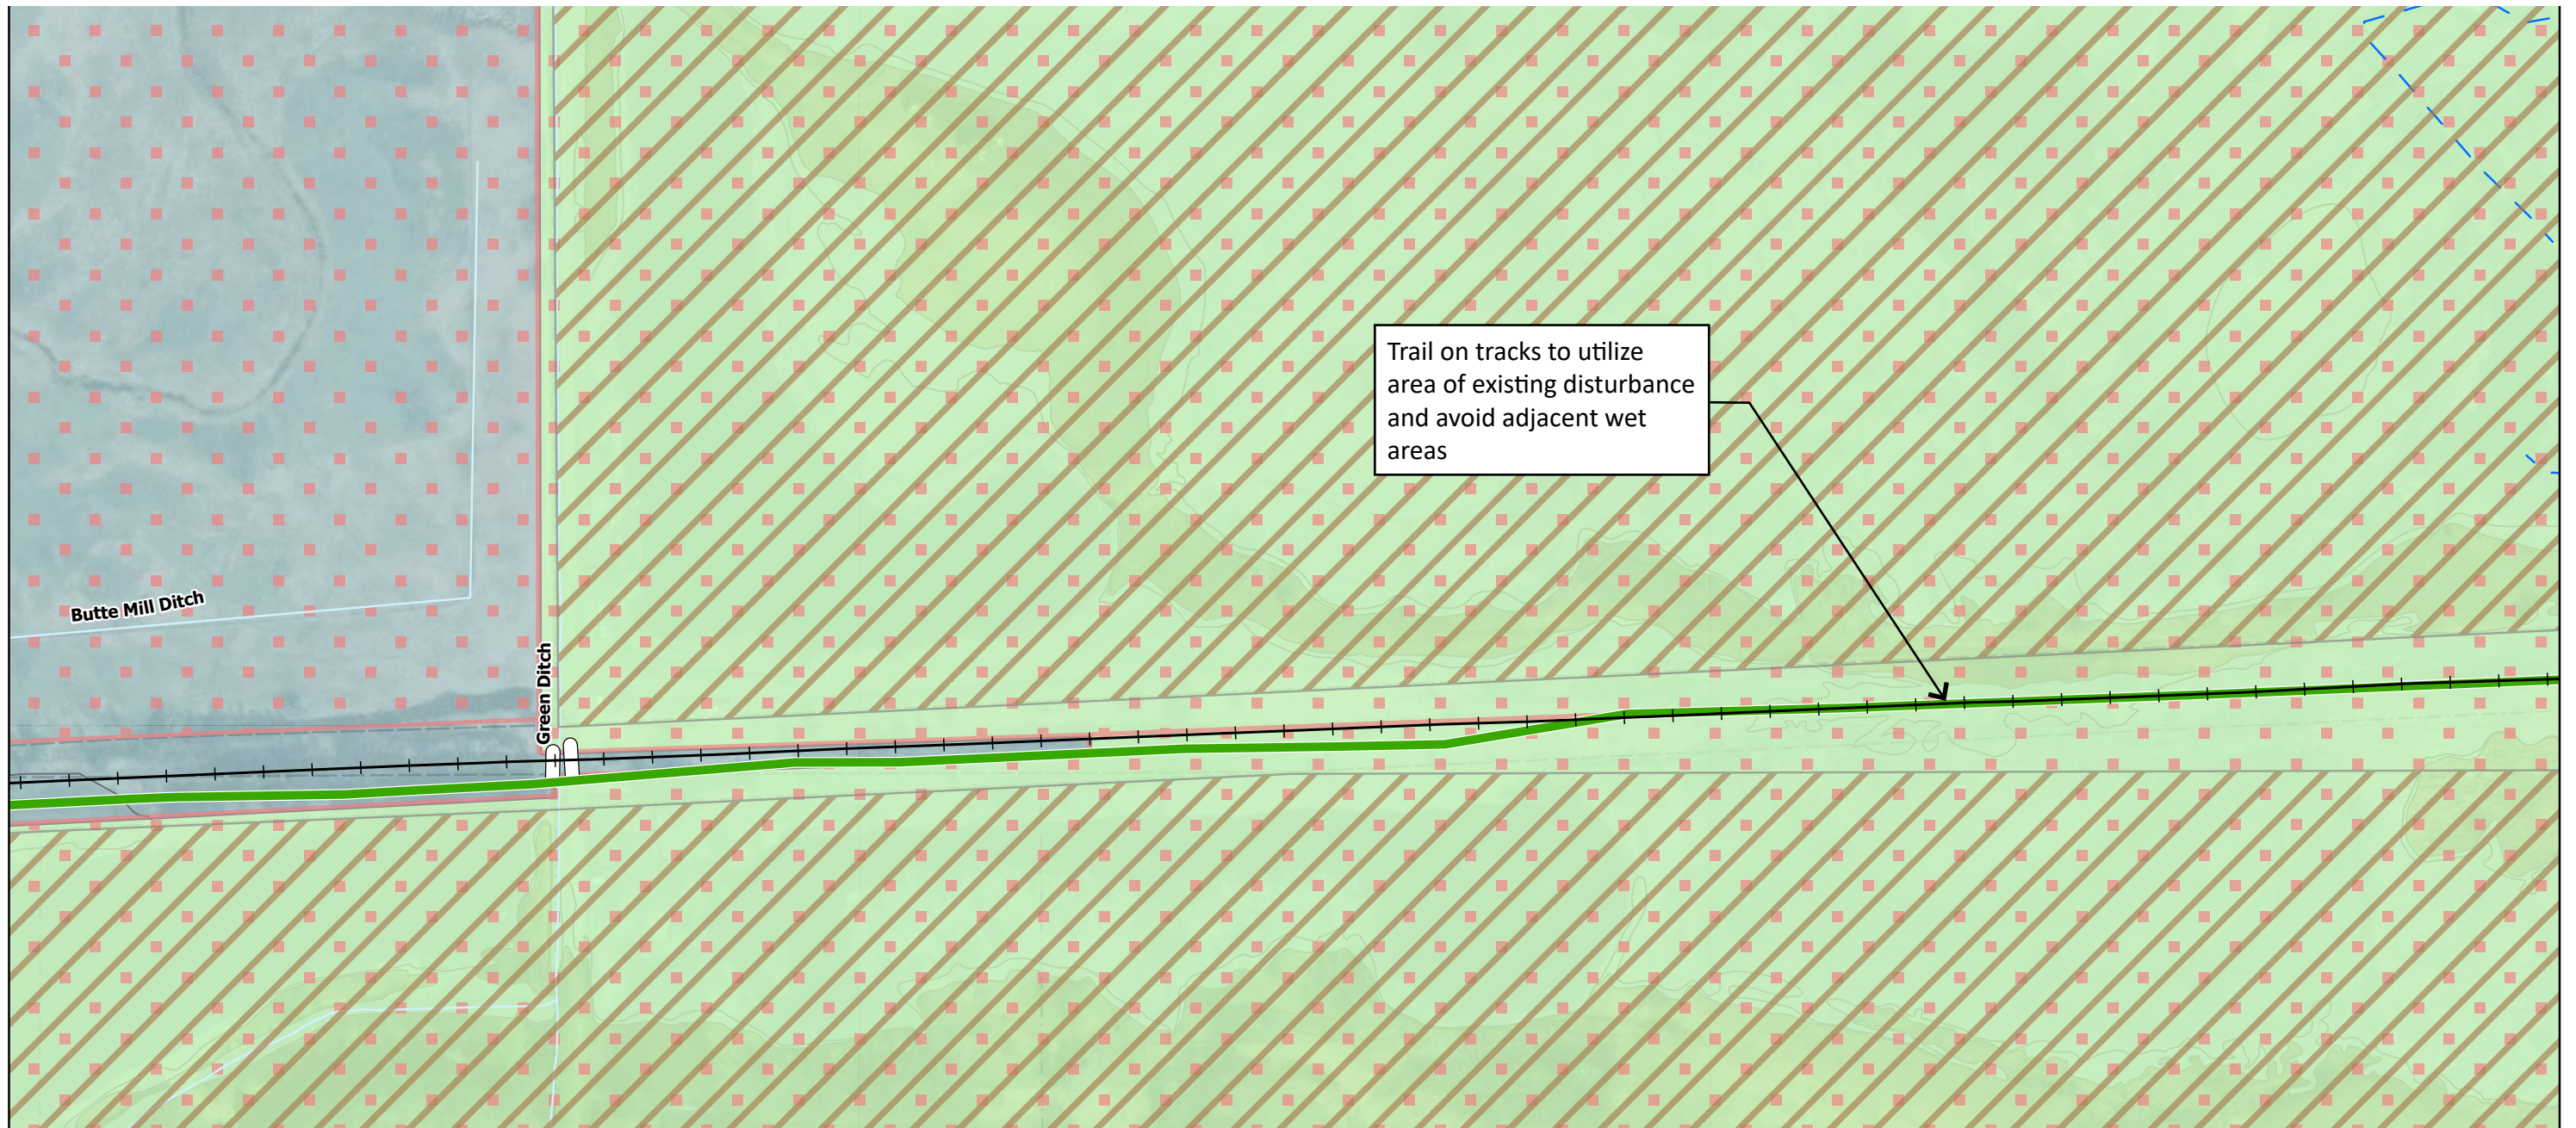 Trail on tracks to utilize
area of existing disturbance
and avoid adjacent wet
areas
Butte Mill Ditch
Green Ditch